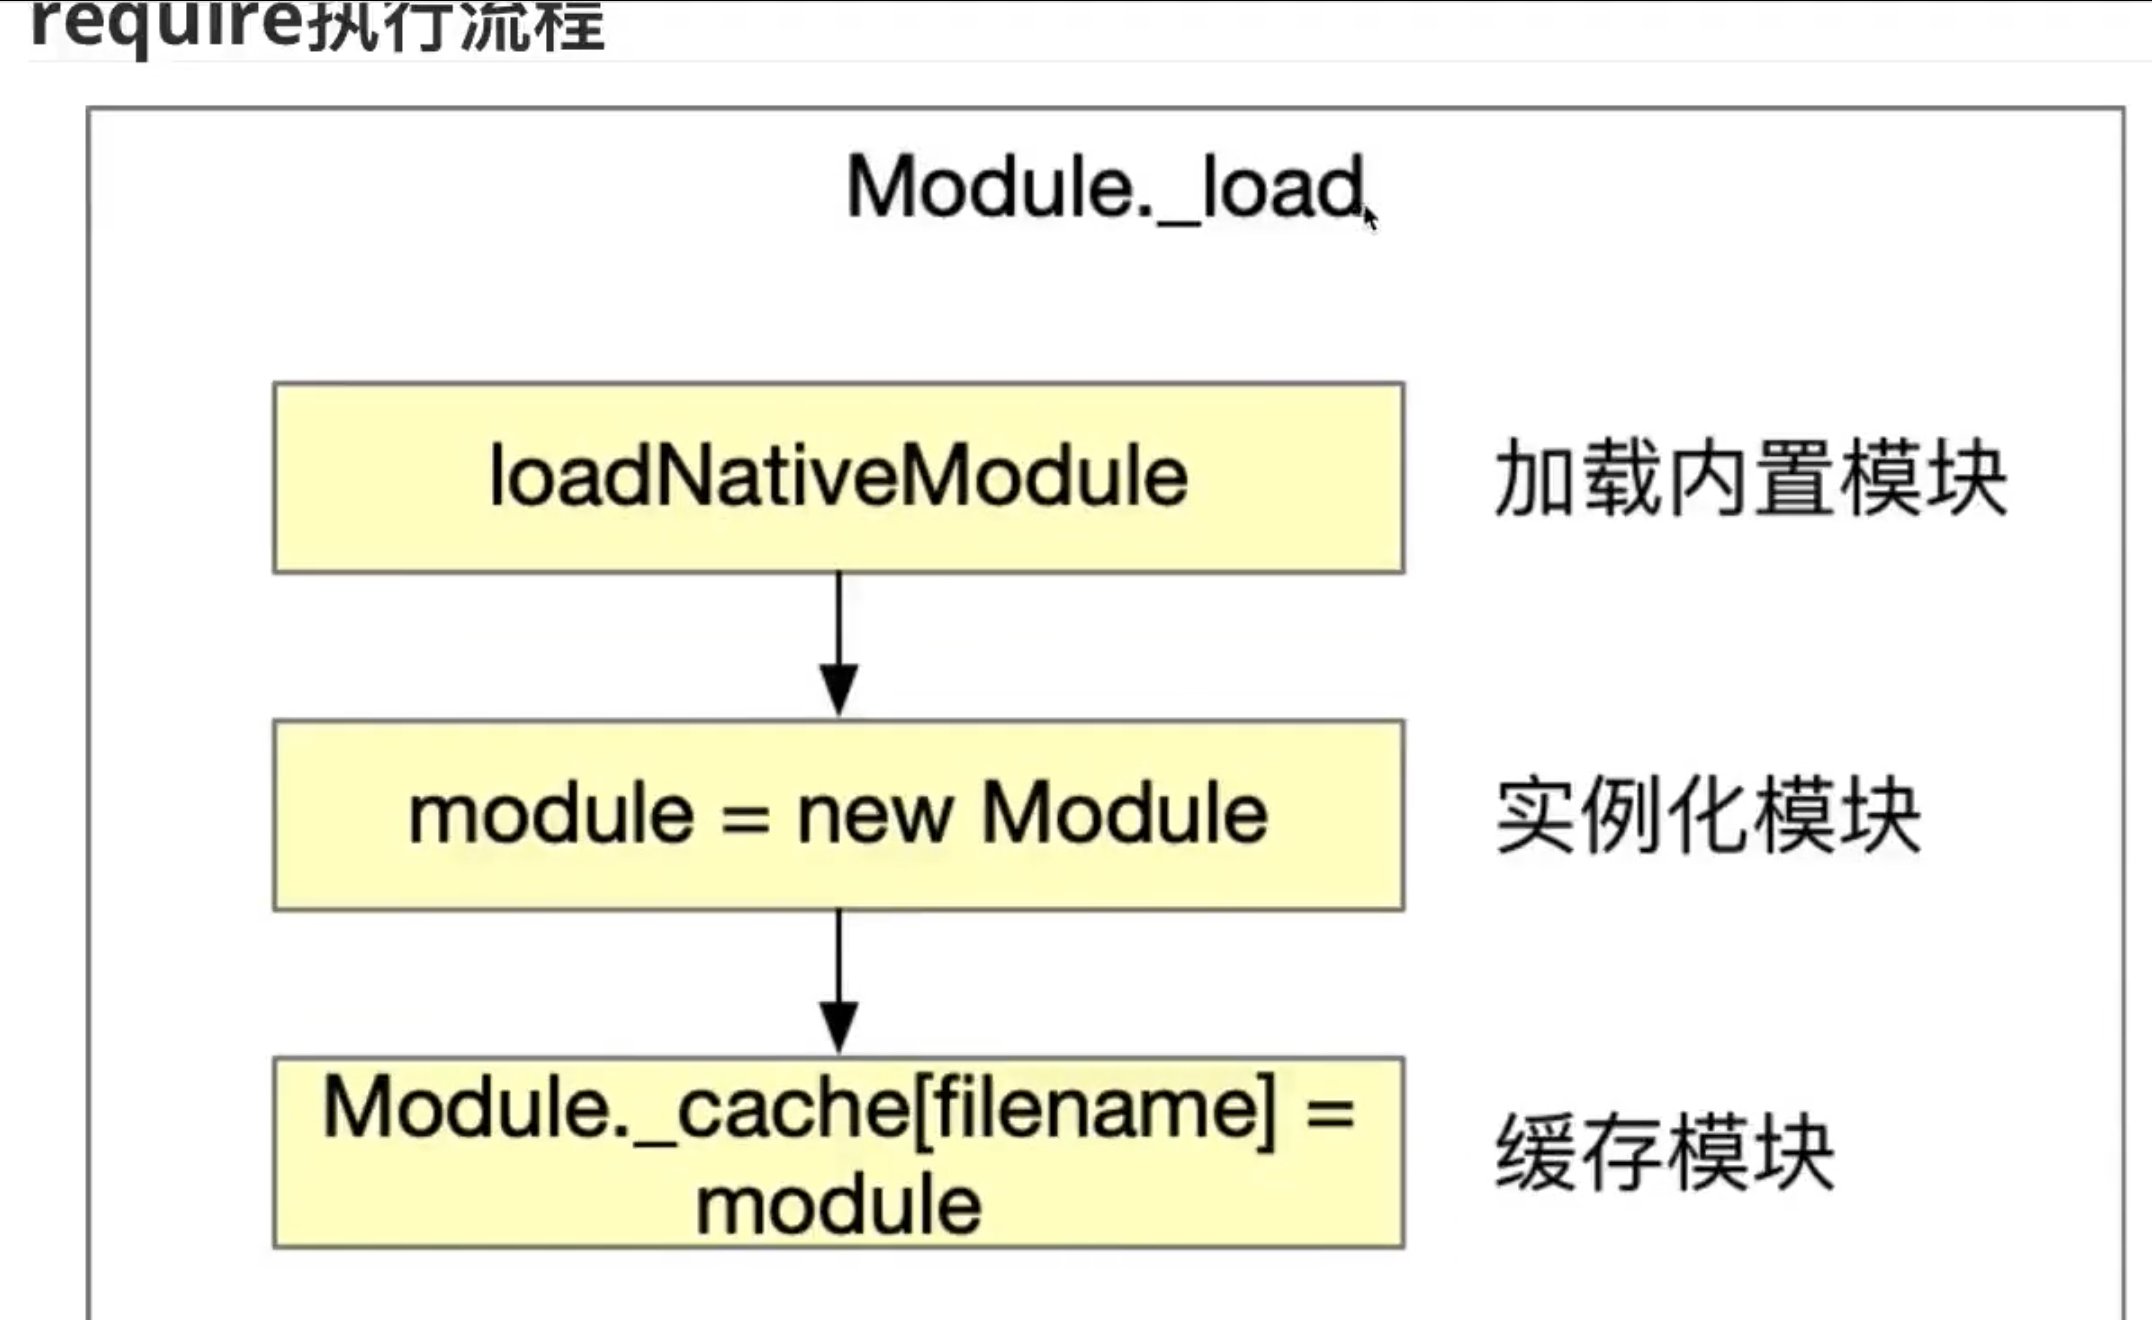 require执行流程
Module._load
loadNativeModule
加载内置模块
module = new Module
实例化模块
Module._cache[filename] =
module
缓存模块